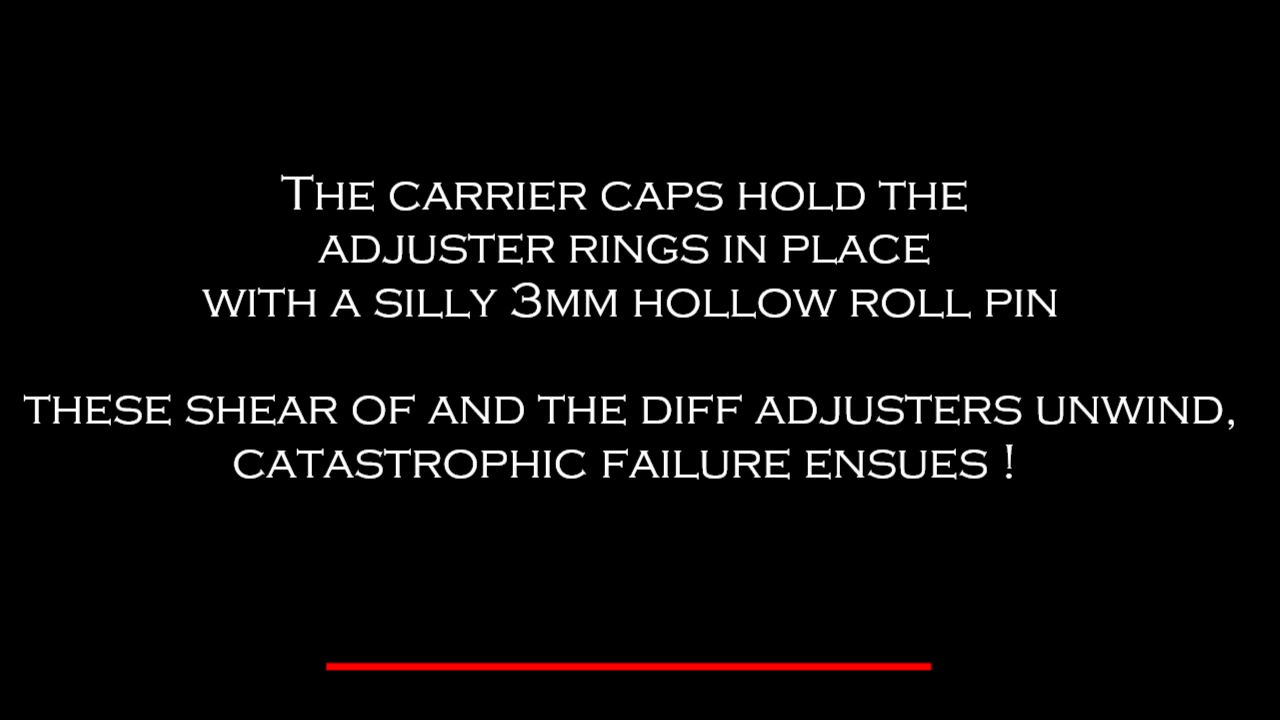 The carrier caps hold the
adjuster rings in place
with a silly 3mm hollow roll pin
these shear of and the diff adjusters unwind,
catastrophic failure ensues !